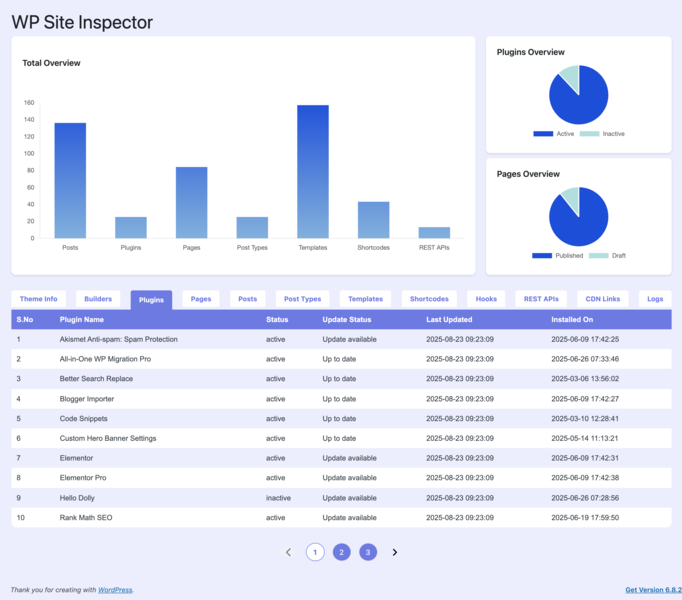 WP Site Inspector
Total Overview
160
140
120
100
80
60
40
20
0
Posts Plugins Pages Post Types Templates Shortcodes REST APIs
Plugins Overview
Active Inactive
Pages Overview
Published Draft
Theme Info Builders Plugins Pages Posts Post Types Templates Shortcodes Hooks REST APIs CDN Links Logs
S.No Plugin Name Status Update Status Last Updated Installed On
1 Akismet Anti-spam: Spam Protection active Update available 2025-08-23 09:23:09 2025-06-09 17:42:25
2 All-in-One WP Migration Pro active Up to date 2025-08-23 09:23:09 2025-06-26 07:33:46
3 Better Search Replace active Up to date 2025-08-23 09:23:09 2025-03-06 13:56:02
4 Blogger Importer active Up to date 2025-08-23 09:23:09 2025-06-09 17:42:27
5 Code Snippets active Up to date 2025-08-23 09:23:09 2025-03-10 12:28:41
6 Custom Hero Banner Settings active Up to date 2025-08-23 09:23:09 2025-05-14 11:13:21
7 Elementor active Update available 2025-08-23 09:23:09 2025-06-09 17:42:31
8 Elementor Pro active Update available 2025-08-23 09:23:09 2025-06-09 17:42:38
9 Hello Dolly inactive Update available 2025-08-23 09:23:09 2025-06-26 07:28:56
10 Rank Math SEO active Update available 2025-08-23 09:23:09 2025-06-19 17:59:50
1 2 3
Thank you for creating with WordPress. Get Version 6.8.2